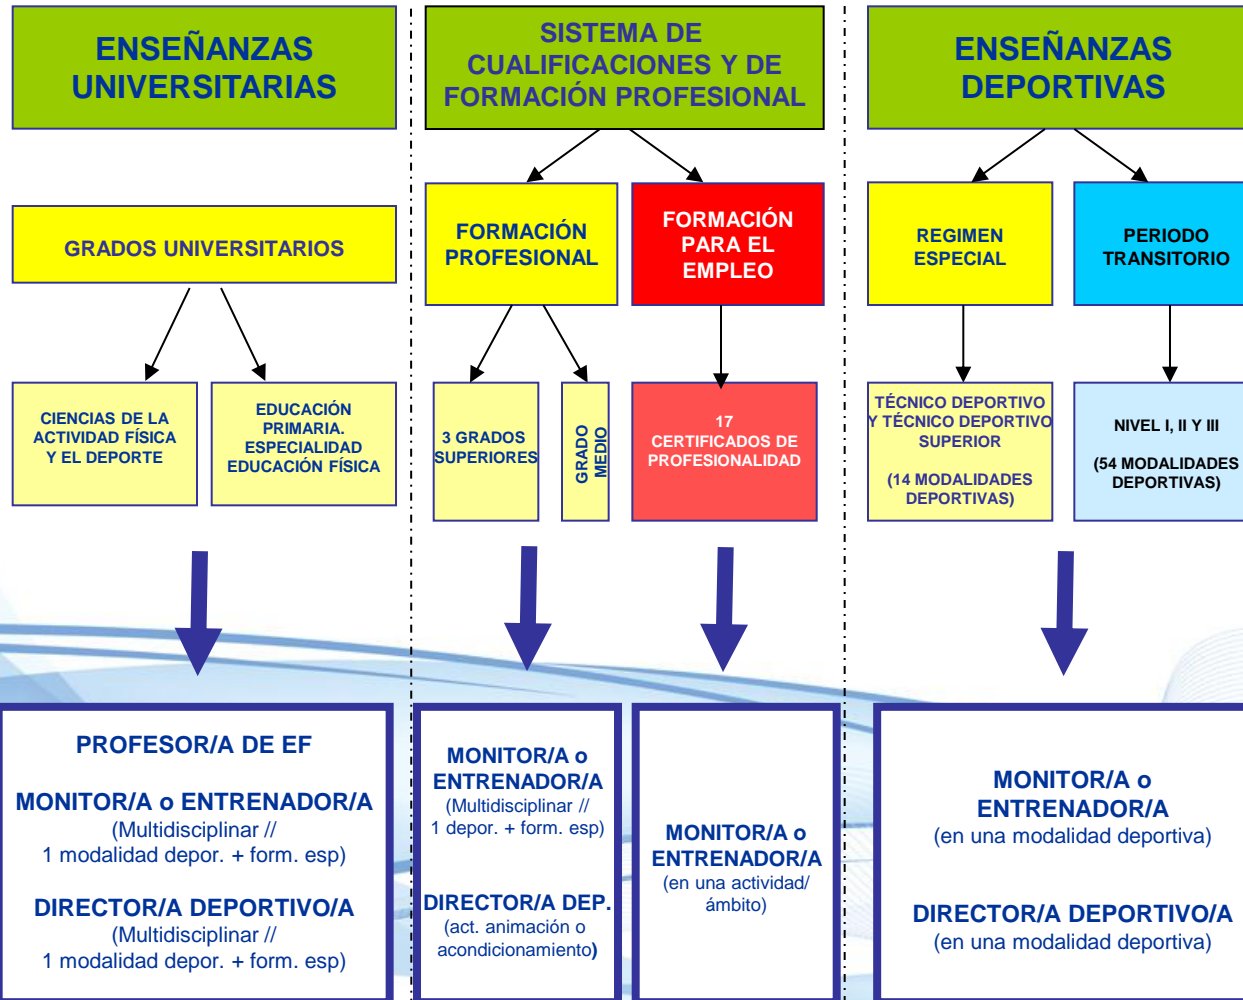 ENSEÑANZAS
UNIVERSITARIAS
SISTEMA DE
CUALIFICACIONES Y DE
FORMACIÓN PROFESIONAL
ENSEÑANZAS
DEPORTIVAS
GRADOS UNIVERSITARIOS
FORMACIÓN
PROFESIONAL
FORMACIÓN
PARA EL
EMPLEO
REGIMEN
ESPECIAL
PERIODO
TRANSITORIO
CIENCIAS DE LA
ACTIVIDAD FÍSICA
Y EL DEPORTE
EDUCACIÓN
PRIMARIA.
ESPECIALIDAD
EDUCACIÓN FÍSICA
3 GRADOS
SUPERIORES
GRADO
MEDIO
17
CERTIFICADOS DE
PROFESIONALIDAD
TÉCNICO DEPORTIVO
Y TÉCNICO DEPORTIVO
SUPERIOR
(14 MODALIDADES
DEPORTIVAS)
NIVEL I, II Y III
(54 MODALIDADES
DEPORTIVAS)
PROFESOR/A DE EF
MONITOR/A o ENTRENADOR/A
(Multidisciplinar //
1 modalidad depor. + form. esp)
DIRECTOR/A DEPORTIVO/A
(Multidisciplinar //
1 modalidad depor. + form. esp)
MONITOR/A o
ENTRENADOR/A
(Multidisciplinar //
1 depor. + form. esp)
DIRECTOR/A DEP.
(act. animación o
acondicionamiento)
MONITOR/A o
ENTRENADOR/A
(en una actividad/
ámbito)
MONITOR/A o
ENTRENADOR/A
(en una modalidad deportiva)
DIRECTOR/A DEPORTIVO/A
(en una modalidad deportiva)